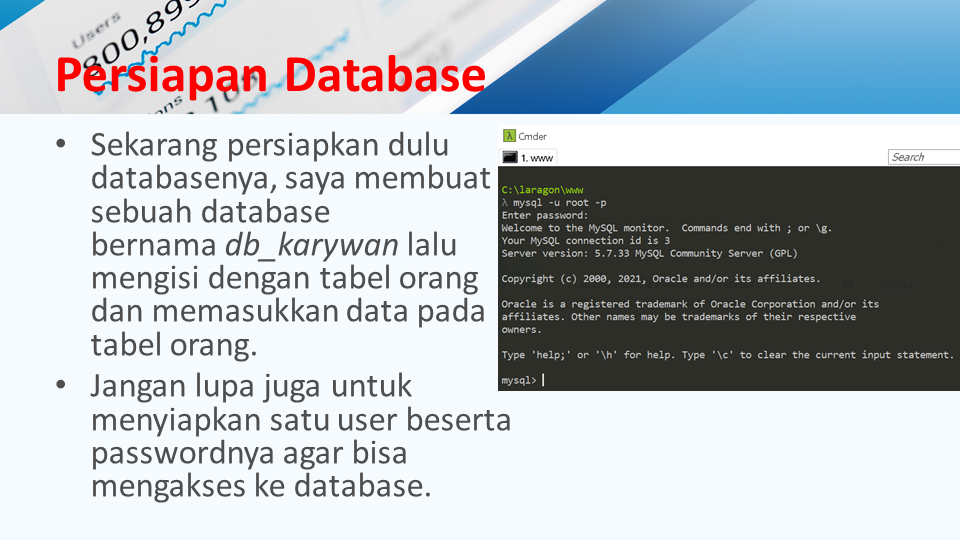 Users
800,899
Persiapan Database
• Sekarang persiapkan dulu
databasenya, saya membuat
sebuah database
bernama db_karywan lalu
mengisi dengan tabel orang
dan memasukkan data pada
tabel orang.
• Jangan lupa juga untuk
menyiapkan satu user beserta
passwordnya agar bisa
mengakses ke database.
Cmder
1. www
Search
C:\laragon\www
λ mysql -u root -p
Enter password:
Welcome to the MySQL monitor.  Commands end with ; or \g.
Your MySQL connection id is 3
Server version: 5.7.33 MySQL Community Server (GPL)
Copyright (c) 2000, 2021, Oracle and/or its affiliates.
Oracle is a registered trademark of Oracle Corporation and/or its
affiliates. Other names may be trademarks of their respective
owners.
Type 'help;' or '\h' for help. Type '\c' to clear the current input statement.
mysql>